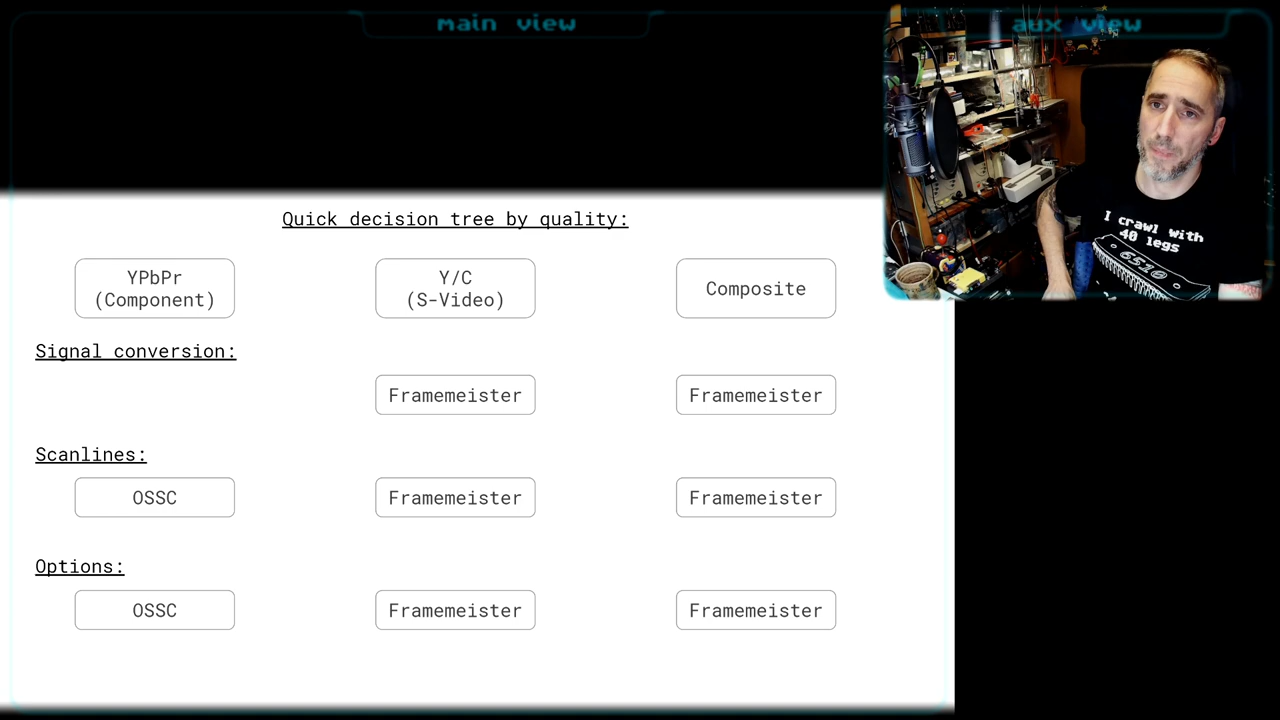 main view
aux view
I crawl with
40 legs
6510
Quick decision tree by quality:
YPbPr
(Component)
Y/C
(S-Video)
Composite
Signal conversion:
Framemeister
Framemeister
Scanlines:
OSSC
Framemeister
Framemeister
Options:
OSSC
Framemeister
Framemeister